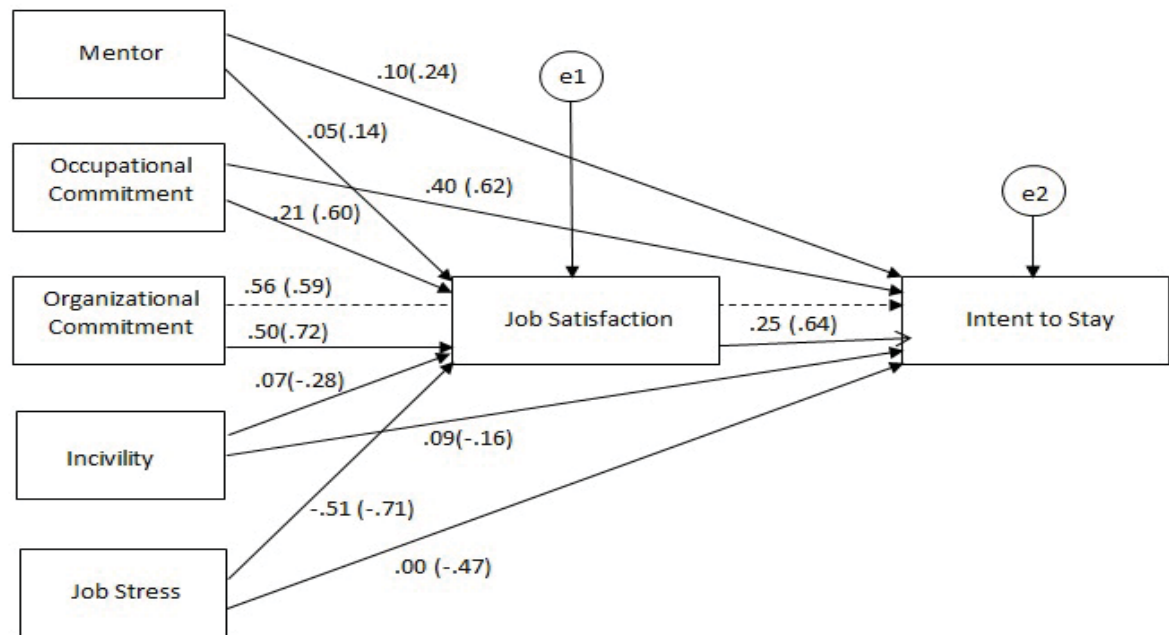 Mentor
.10(.24)
e1
.05(.14)
Occupational
Commitment
.40 (.62)
e2
.21 (.60)
Organizational
Commitment
.56 (.59)
Job Satisfaction
Intent to Stay
.50(.72)
.25 (.64)
.07(-.28)
Incivility
.09(-.16)
-.51 (-.71)
.00 (-.47)
Job Stress